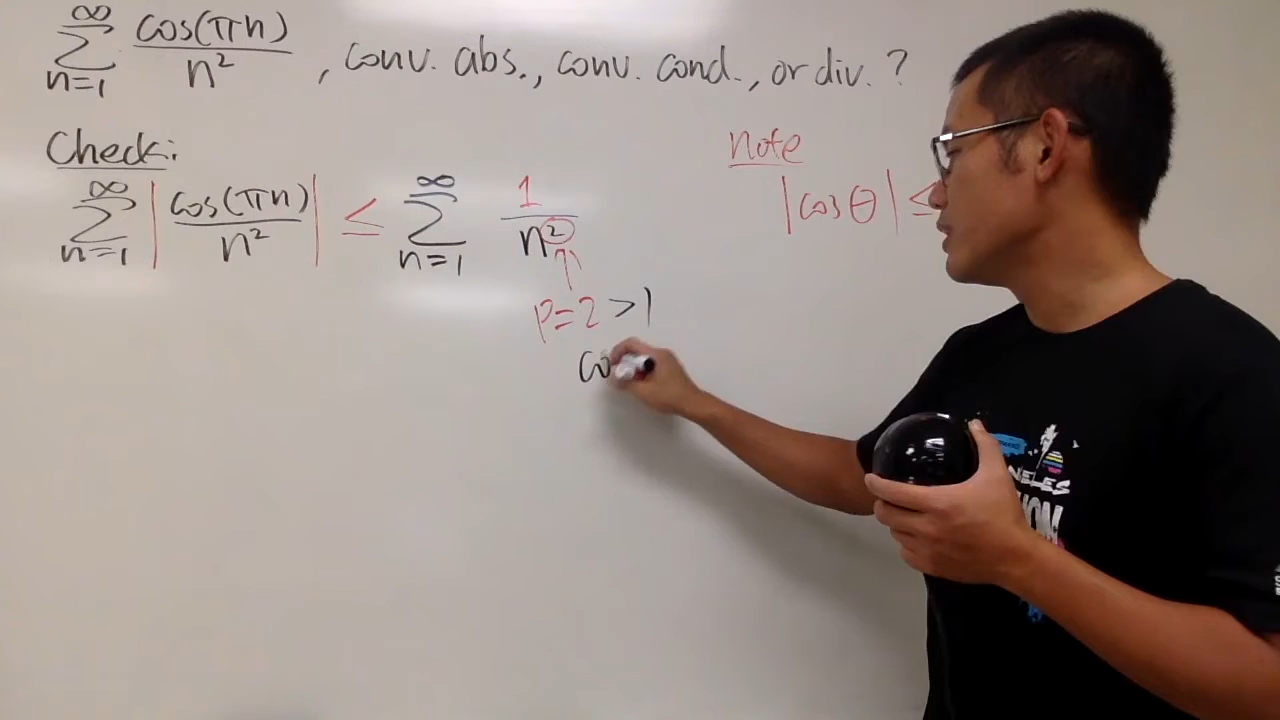 ∞∑n=1 cos(πn)/n², conv. abs., conv. cond., or div. ?
Check:
∞∑n=1 |cos(πn)/n²| ≤ ∞∑n=1 1/n²
note
|cos θ| ≤
p=2 >1
co